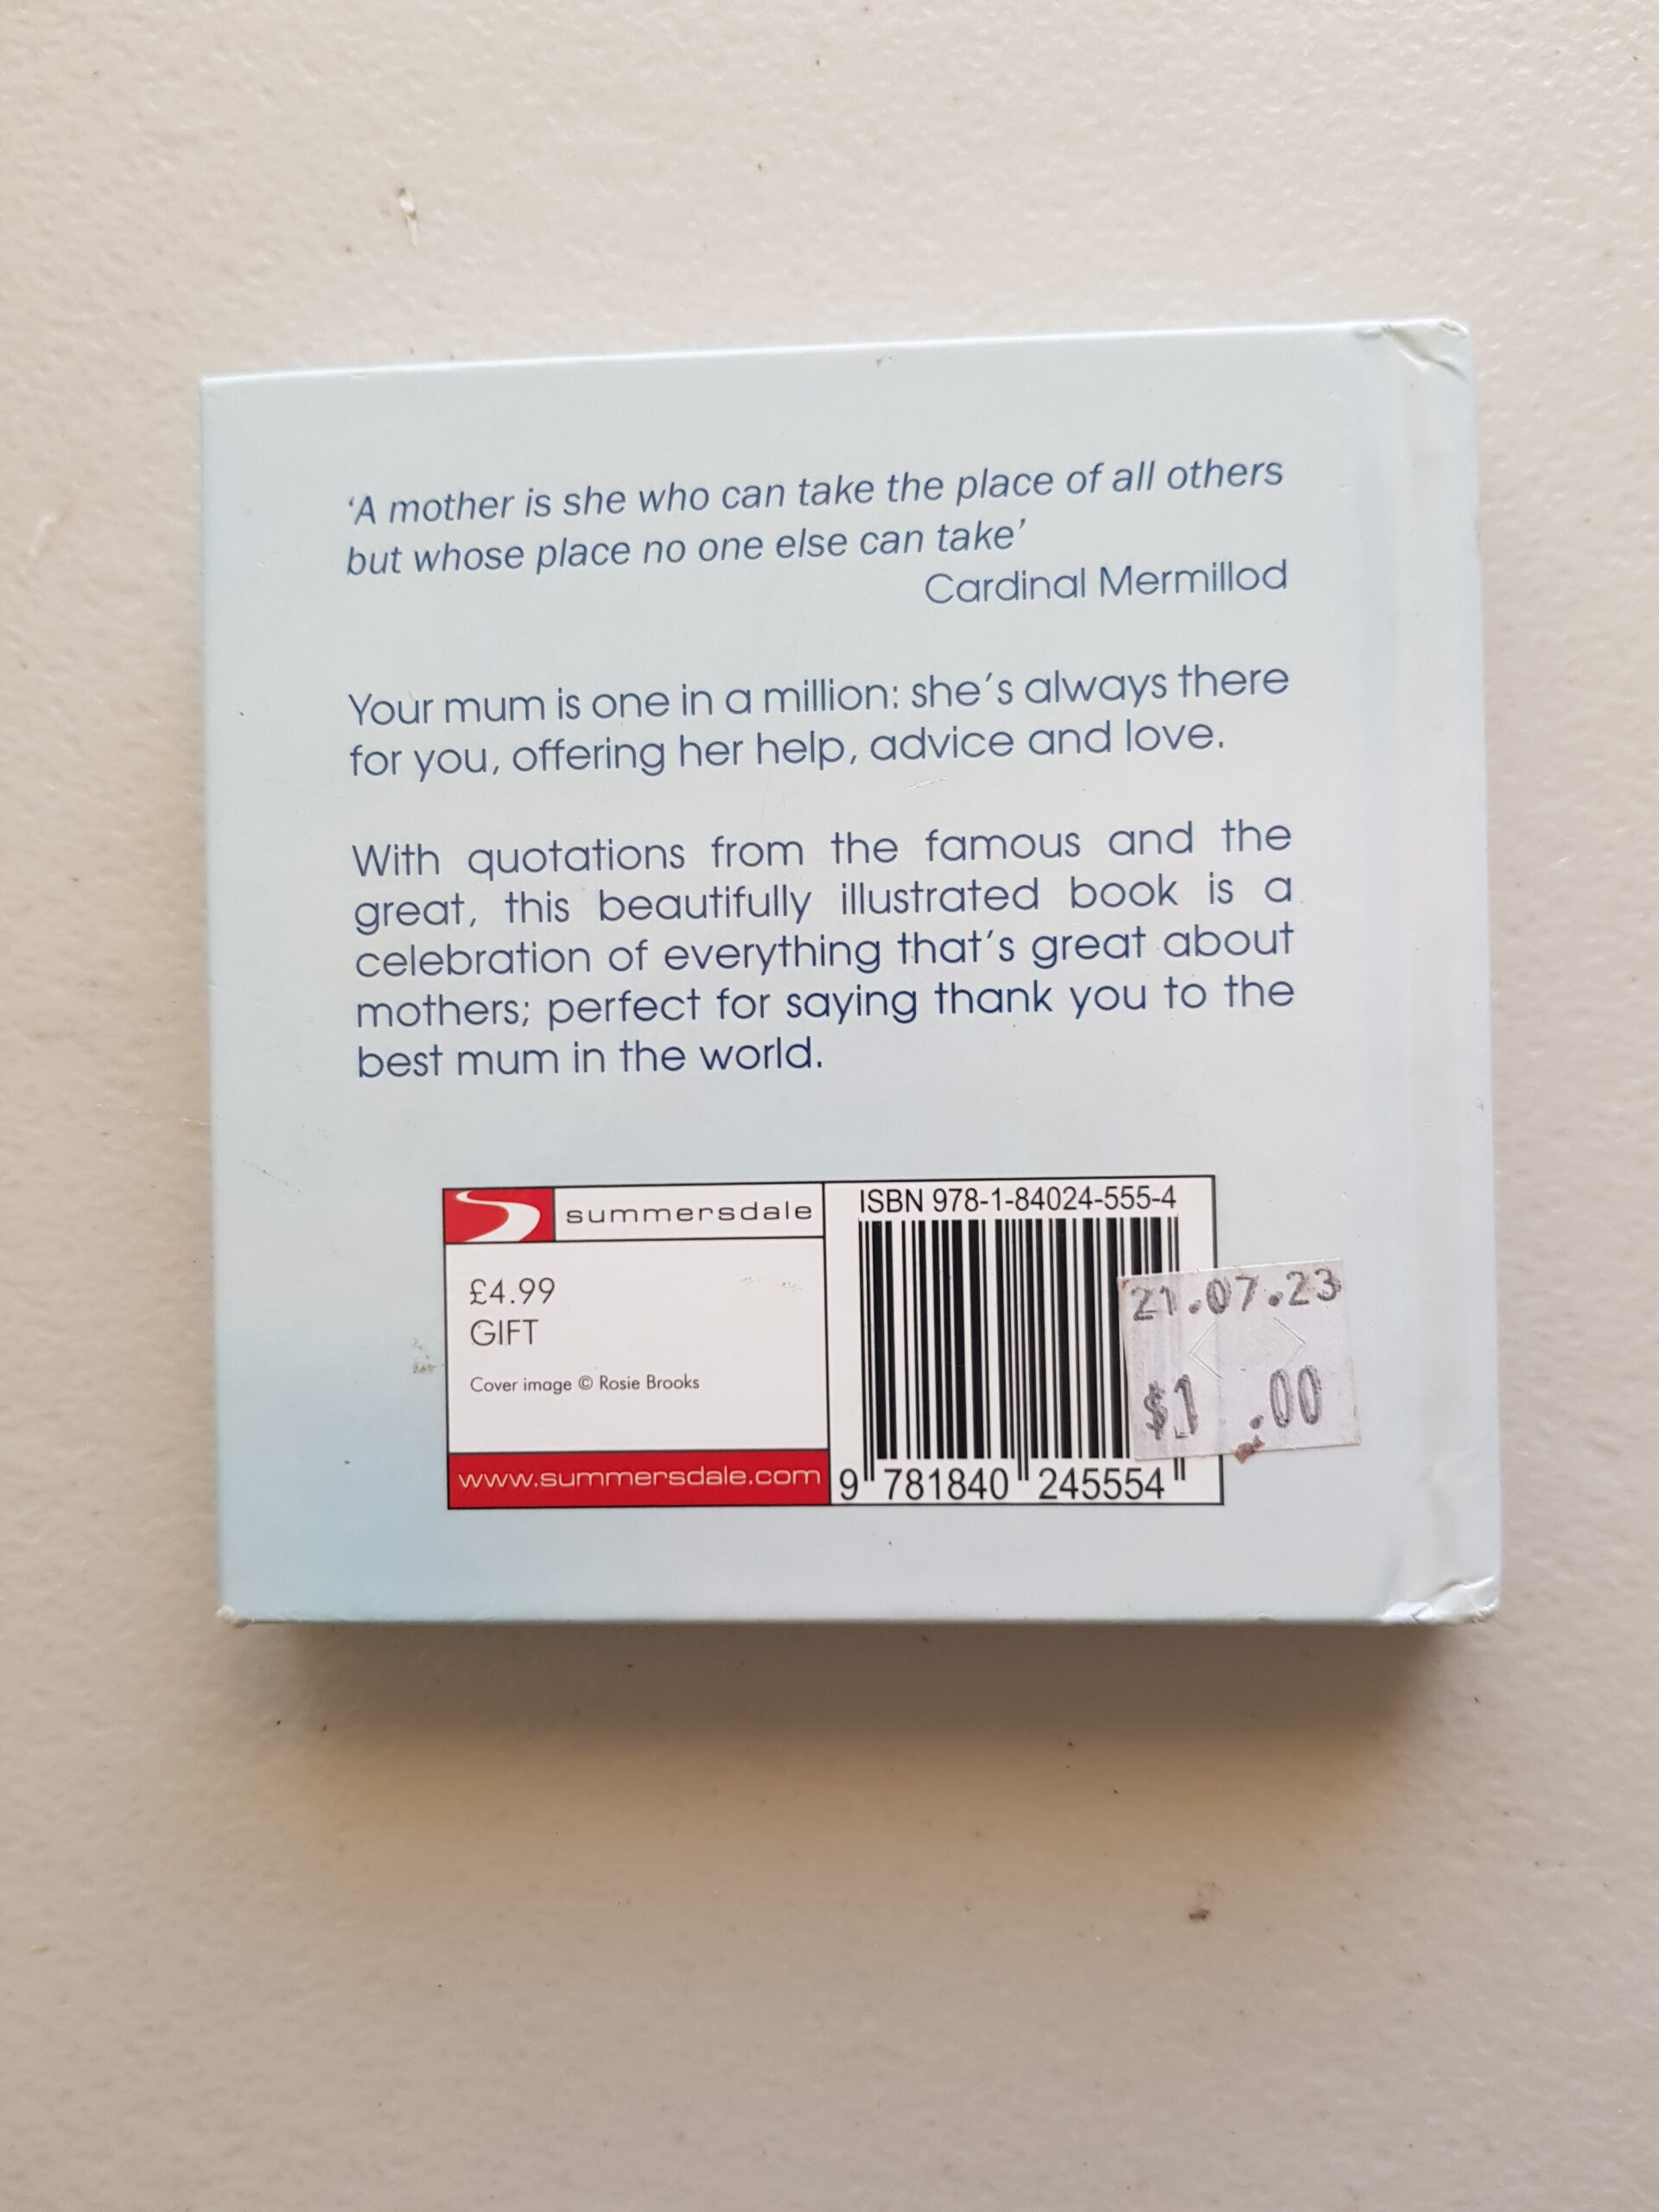 ‘A mother is she who can take the place of all others
but whose place no one else can take’
Cardinal Mermillod
Your mum is one in a million: she’s always there
for you, offering her help, advice and love.
With quotations from the famous and the
great, this beautifully illustrated book is a
celebration of everything that’s great about
mothers; perfect for saying thank you to the
best mum in the world.
summersdale
£4.99
GIFT
Cover image © Rosie Brooks
www.summersdale.com
ISBN 978-1-84024-555-4
9 781840 245554
21.07.23
$1 .00